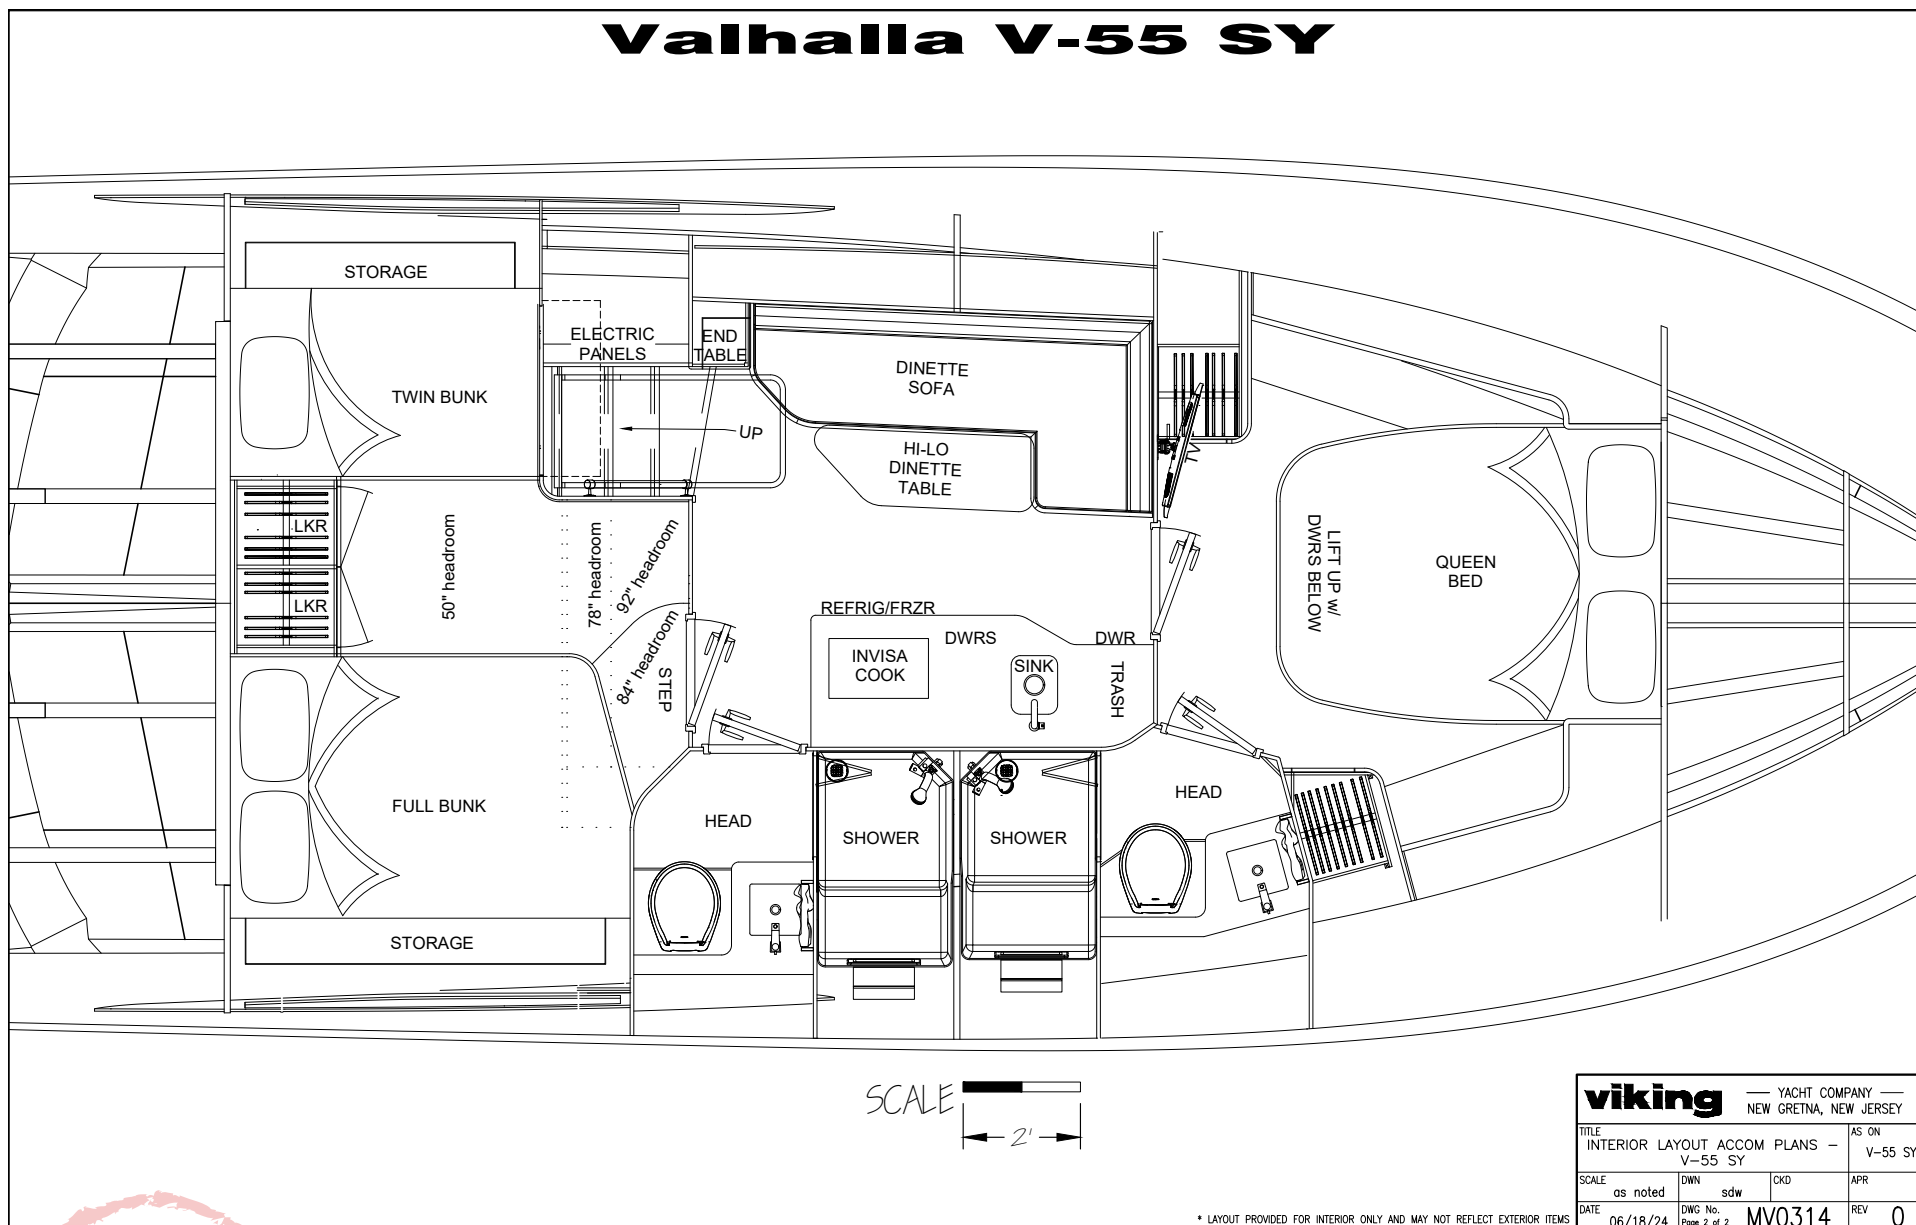 Valhalla V-55 SY
STORAGE
TWIN BUNK
ELECTRIC
PANELS
END
TABLE
UP
DINETTE
SOFA
HI-LO
DINETTE
TABLE
TV
LKR
LKR
50" headroom
78" headroom
92" headroom
84" headroom
STEP
REFRIG/FRZR
DWRS
DWR
INVISA
COOK
SINK
TRASH
LIFT UP w/
DWRS BELOW
QUEEN
BED
FULL BUNK
HEAD
SHOWER
SHOWER
HEAD
STORAGE
SCALE
2'
viking
YACHT COMPANY
NEW GRETNA, NEW JERSEY
TITLE
INTERIOR LAYOUT ACCOM PLANS -
V-55 SY
AS ON
V-55 SY
SCALE
as noted
DWN
sdw
CKD
APR
DATE
06/18/24
DWG No.
Page 2 of 2
MV0314
REV
0
* LAYOUT PROVIDED FOR INTERIOR ONLY AND MAY NOT REFLECT EXTERIOR ITEMS